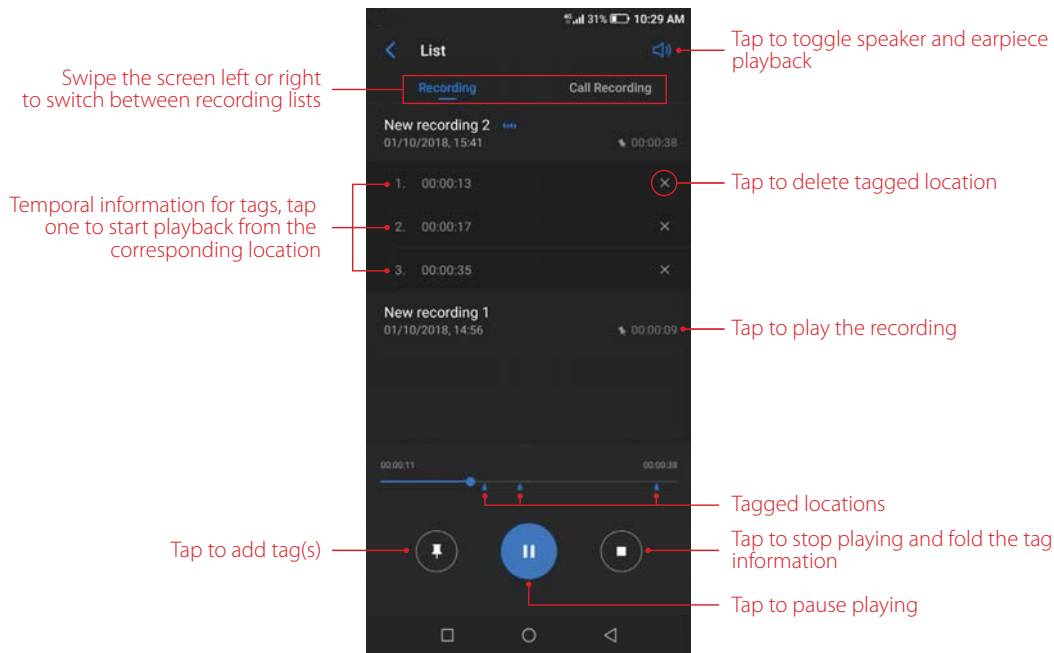 4G 31% 10:29 AM
List
Tap to toggle speaker and earpiece
playback
Swipe the screen left or right
to switch between recording lists
Recording
Call Recording
New recording 2
01/10/2018, 15:41
00:00:38
1. 00:00:13
Tap to delete tagged location
Temporal information for tags, tap
one to start playback from the
corresponding location
2. 00:00:17
3. 00:00:35
New recording 1
01/10/2018, 14:56
00:00:09
Tap to play the recording
00:00:11
00:00:38
Tagged locations
Tap to add tag(s)
Tap to stop playing and fold the tag
information
Tap to pause playing